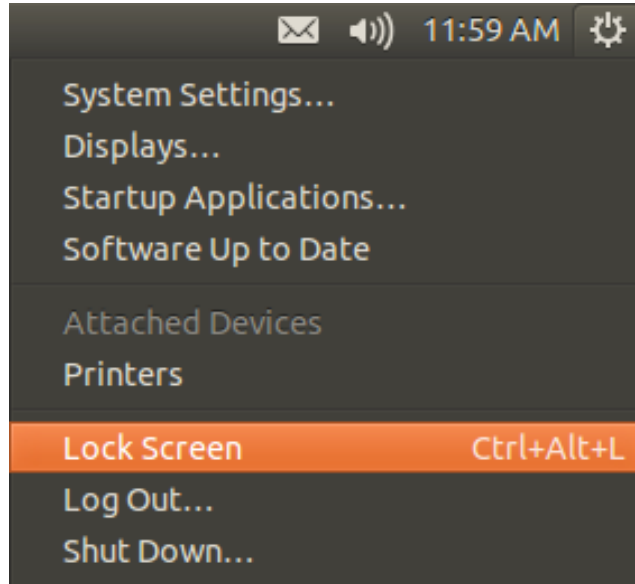 11:59 AM
System Settings...
Displays...
Startup Applications...
Software Up to Date
Attached Devices
Printers
Lock Screen Ctrl+Alt+L
Log Out...
Shut Down...